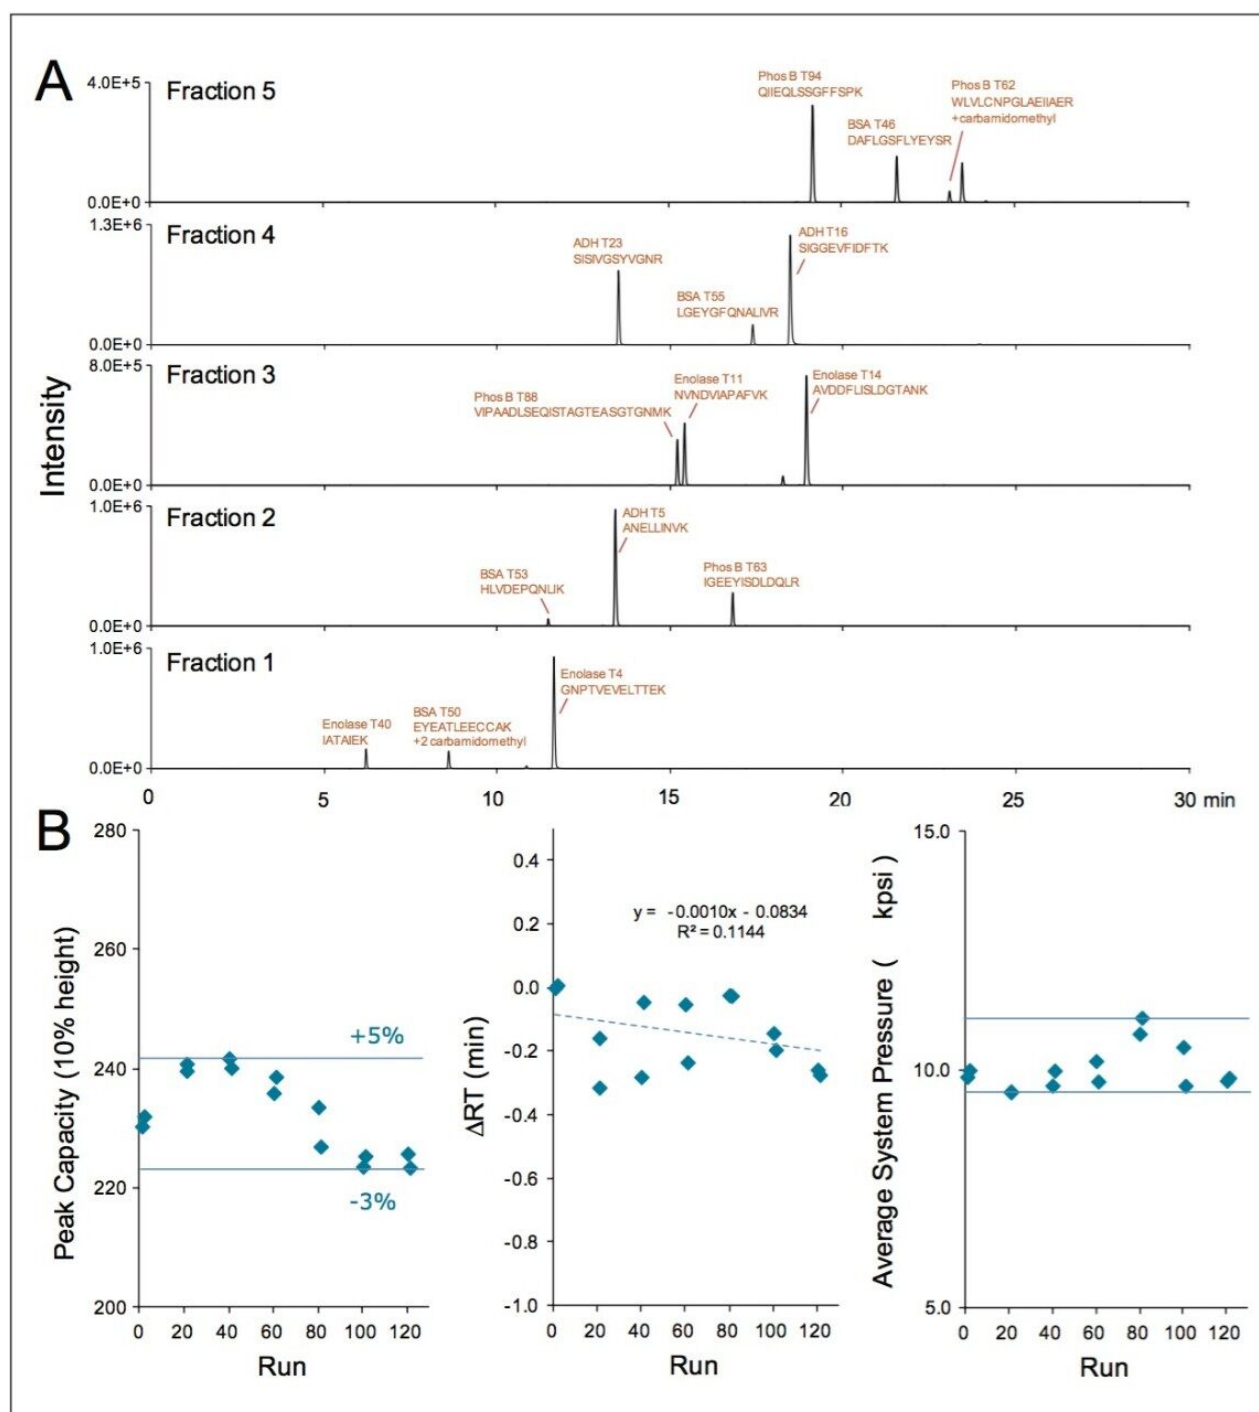 A
4.0E+5
Fraction 5
Phos B T94
QIIEQLSSGFFSPK
Phos B T62
WLVLCNPGLAEIIAER
+carbamidomethyl
BSA T46
DAFLGSFLYEYSR
0.0E+0
1.3E+6
Fraction 4
ADH T23
SISIVGSYVGNR
ADH T16
SIGGEVFIDFTK
BSA T55
LGEYGFQNALIVR
0.0E+0
8.0E+5
Fraction 3
Phos B T88
VIPAADLSEQISTAGTEASGTGNMK
Enolase T11
NVNDVIAPAFVK
Enolase T14
AVDDFLISLDGTANK
0.0E+0
1.0E+6
Fraction 2
ADH T5
ANELLINVK
BSA T53
HLVDEPQNLIK
Phos B T63
IGEEYISDLDQLR
0.0E+0
1.0E+6
Fraction 1
Enolase T4
GNPTVEVELTTEK
Enolase T40
IATAIEK
BSA T50
EYEATLEECCAK
+2 carbamidomethyl
0.0E+0
Intensity
0 5 10 15 20 25 30 min
B
280
260
240
220
200
Peak Capacity (10% height)
+5%
-3%
0 20 40 60 80 100 120
Run
0.4
0.2
0.0
-0.2
-0.4
-0.6
-0.8
-1.0
ΔRT (min)
y = -0.0010x - 0.0834
R² = 0.1144
0 20 40 60 80 100 120
Run
15.0
10.0
5.0
Average System Pressure ( kpsi )
0 20 40 60 80 100 120
Run